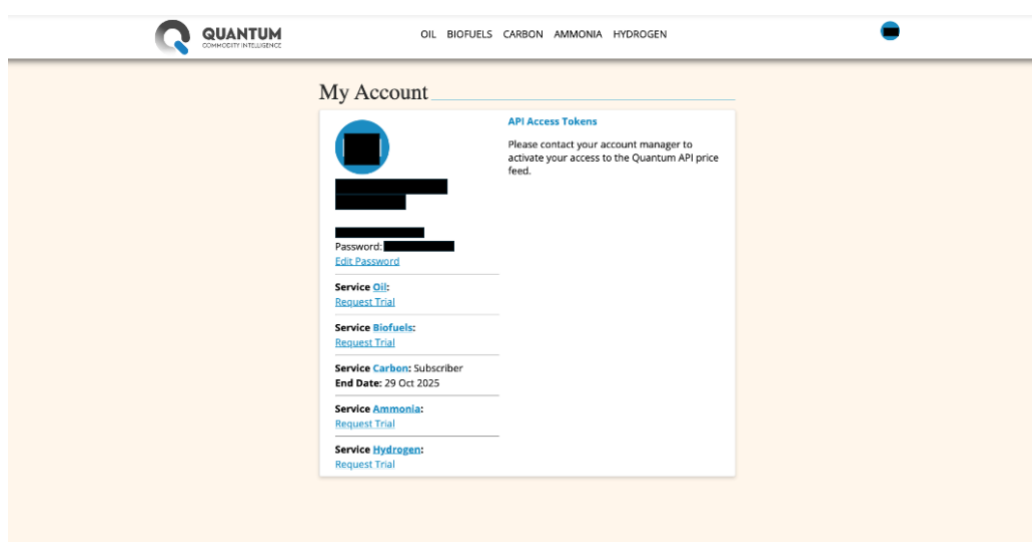 QUANTUM
COMMODITY INTELLIGENCE
OIL BIOFUELS CARBON AMMONIA HYDROGEN
My Account
Password:
Edit Password
Service Oil:
Request Trial
Service Biofuels:
Request Trial
Service Carbon: Subscriber
End Date: 29 Oct 2025
Service Ammonia:
Request Trial
Service Hydrogen:
Request Trial
API Access Tokens
Please contact your account manager to
activate your access to the Quantum API price
feed.